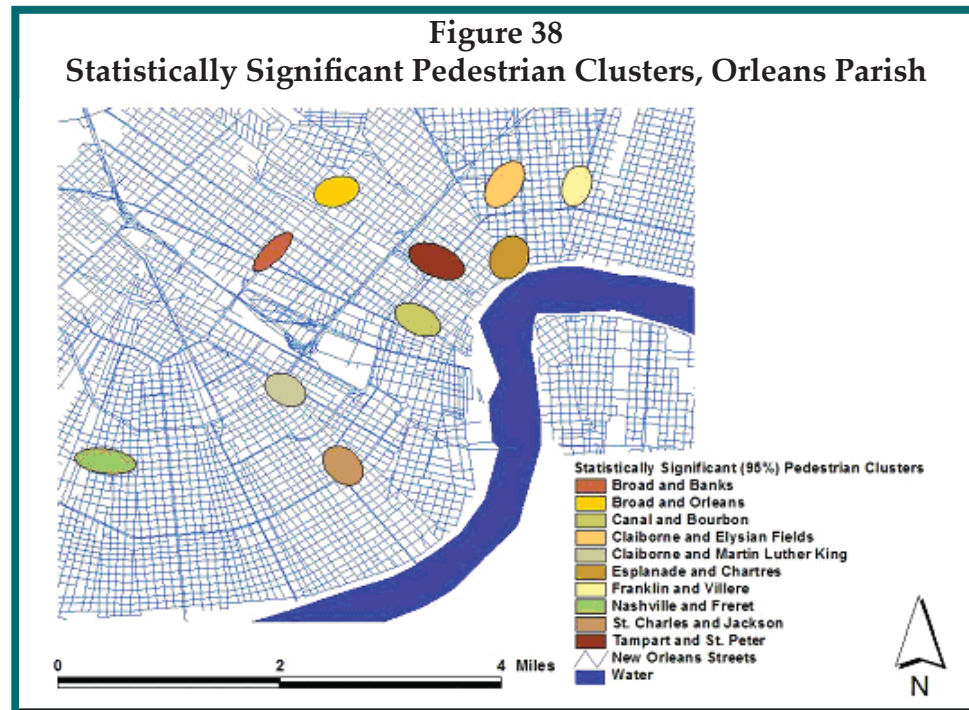 Figure 38
Statistically Significant Pedestrian Clusters, Orleans Parish
Statistically Significant (95%) Pedestrian Clusters
Broad and Banks
Broad and Orleans
Canal and Bourbon
Claiborne and Elysian Fields
Claiborne and Martin Luther King
Esplanade and Chartres
Franklin and Villere
Nashville and Freret
St. Charles and Jackson
Tampart and St. Peter
New Orleans Streets
Water
0 2 4 Miles
N